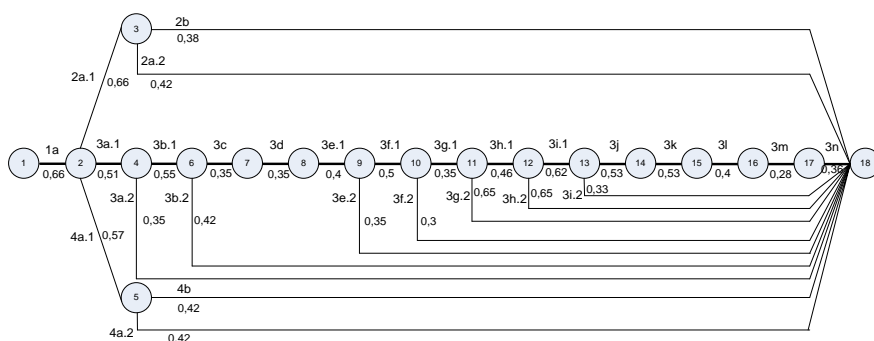 2b
3
0,38
2a.2
2a.1
0,66
0,42
1a
3a.1
3b.1
3c
3d
3e.1
3f.1
3g.1
3h.1
3i.1
3j
3k
3l
3m
3n
1
2
4
6
7
8
9
10
11
12
13
14
15
16
17
18
0,66
0,51
0,55
0,35
0,35
0,4
0,5
0,35
0,46
0,62
0,53
0,53
0,4
0,28
0,36
3a.2
0,35
3b.2
0,42
3e.2
0,35
3f.2
0,3
3g.2
0,65
3h.2
0,65
3i.2
0,33
4a.1
0,57
5
4b
0,42
4a.2
0,42